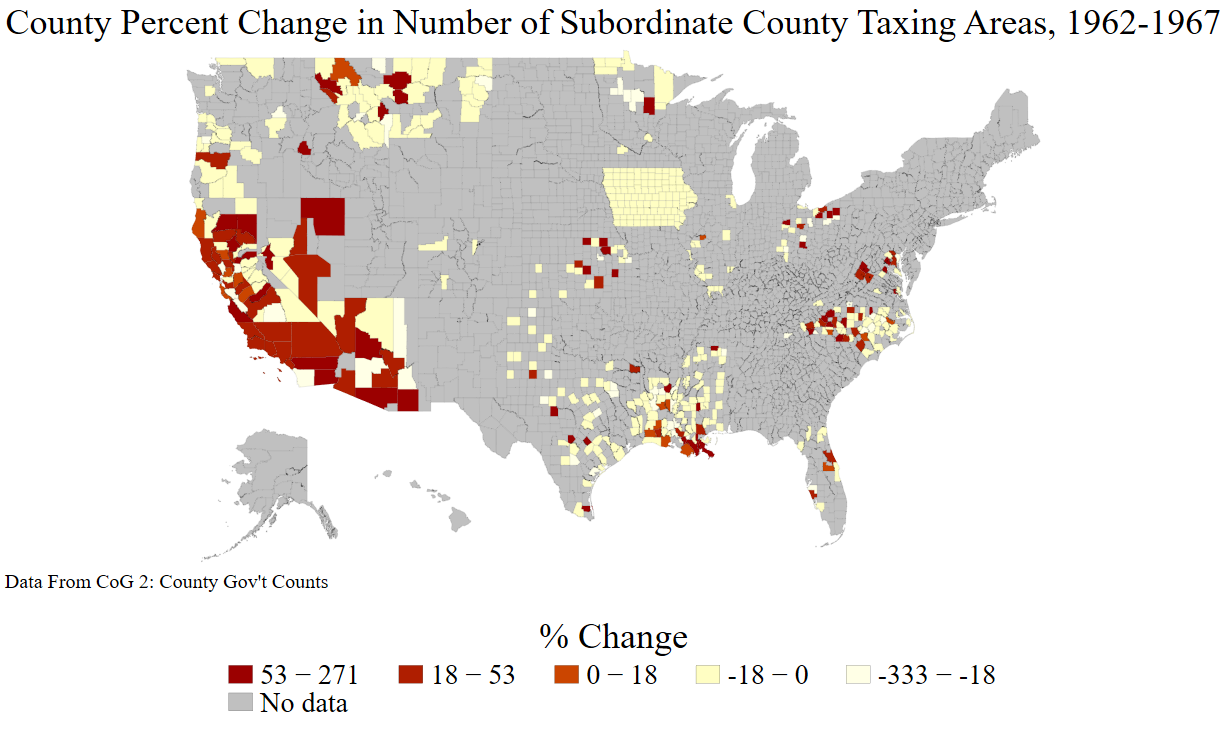 County Percent Change in Number of Subordinate County Taxing Areas, 1962-1967
Data From CoG 2: County Gov't Counts
% Change
53 − 271 18 − 53 0 − 18 -18 − 0 -333 − -18
No data